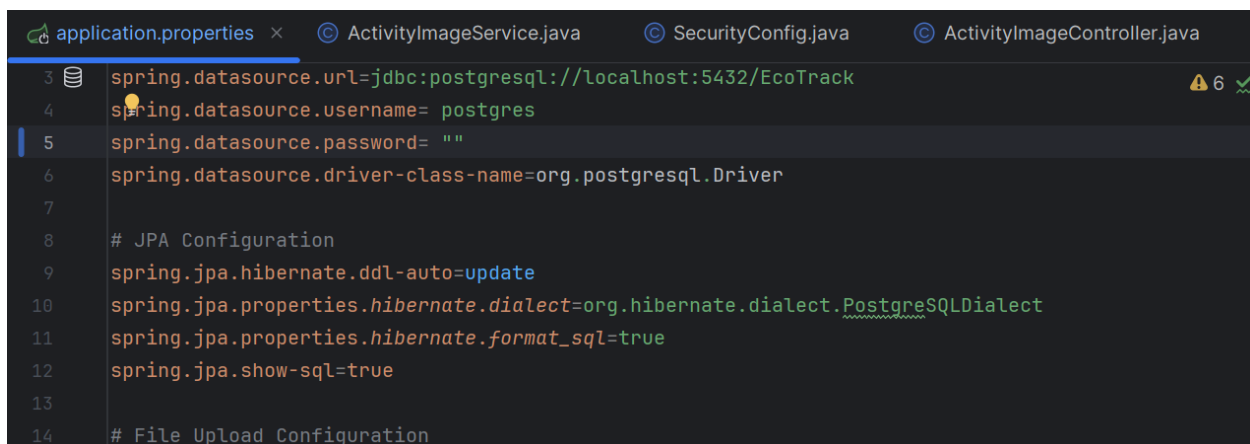 application.properties × ActivityImageService.java SecurityConfig.java ActivityImageController.java
3 spring.datasource.url=jdbc:postgresql://localhost:5432/EcoTrack 6
4 spring.datasource.username= postgres
5 spring.datasource.password= ""
6 spring.datasource.driver-class-name=org.postgresql.Driver
7
8 # JPA Configuration
9 spring.jpa.hibernate.ddl-auto=update
10 spring.jpa.properties.hibernate.dialect=org.hibernate.dialect.PostgreSQLDialect
11 spring.jpa.properties.hibernate.format_sql=true
12 spring.jpa.show-sql=true
13
14 # File Upload Configuration